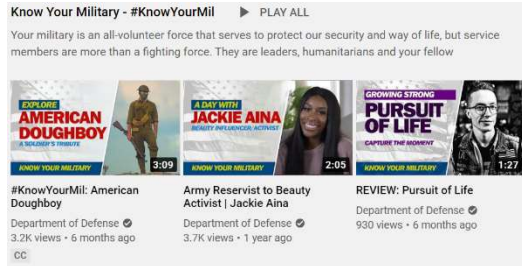 Know Your Military - #KnowYourMil ▶ PLAY ALL
Your military is an all-volunteer force that serves to protect our security and way of life, but service
members are more than a fighting force. They are leaders, humanitarians and your fellow
EXPLORE
AMERICAN
DOUGHBOY
A SOLDIER'S TRIBUTE
KNOW YOUR MILITARY
3:09
A DAY WITH
JACKIE AINA
BEAUTY INFLUENCER, ACTIVIST
KNOW YOUR MILITARY
2:05
GROWING STRONG
PURSUIT
OF LIFE
CAPTURE THE MOMENT
KNOW YOUR MILITARY
1:27
#KnowYourMil: American
Doughboy
Department of Defense
3.2K views • 6 months ago
CC
Army Reservist to Beauty
Activist | Jackie Aina
Department of Defense
3.7K views • 1 year ago
REVIEW: Pursuit of Life
Department of Defense
930 views • 6 months ago